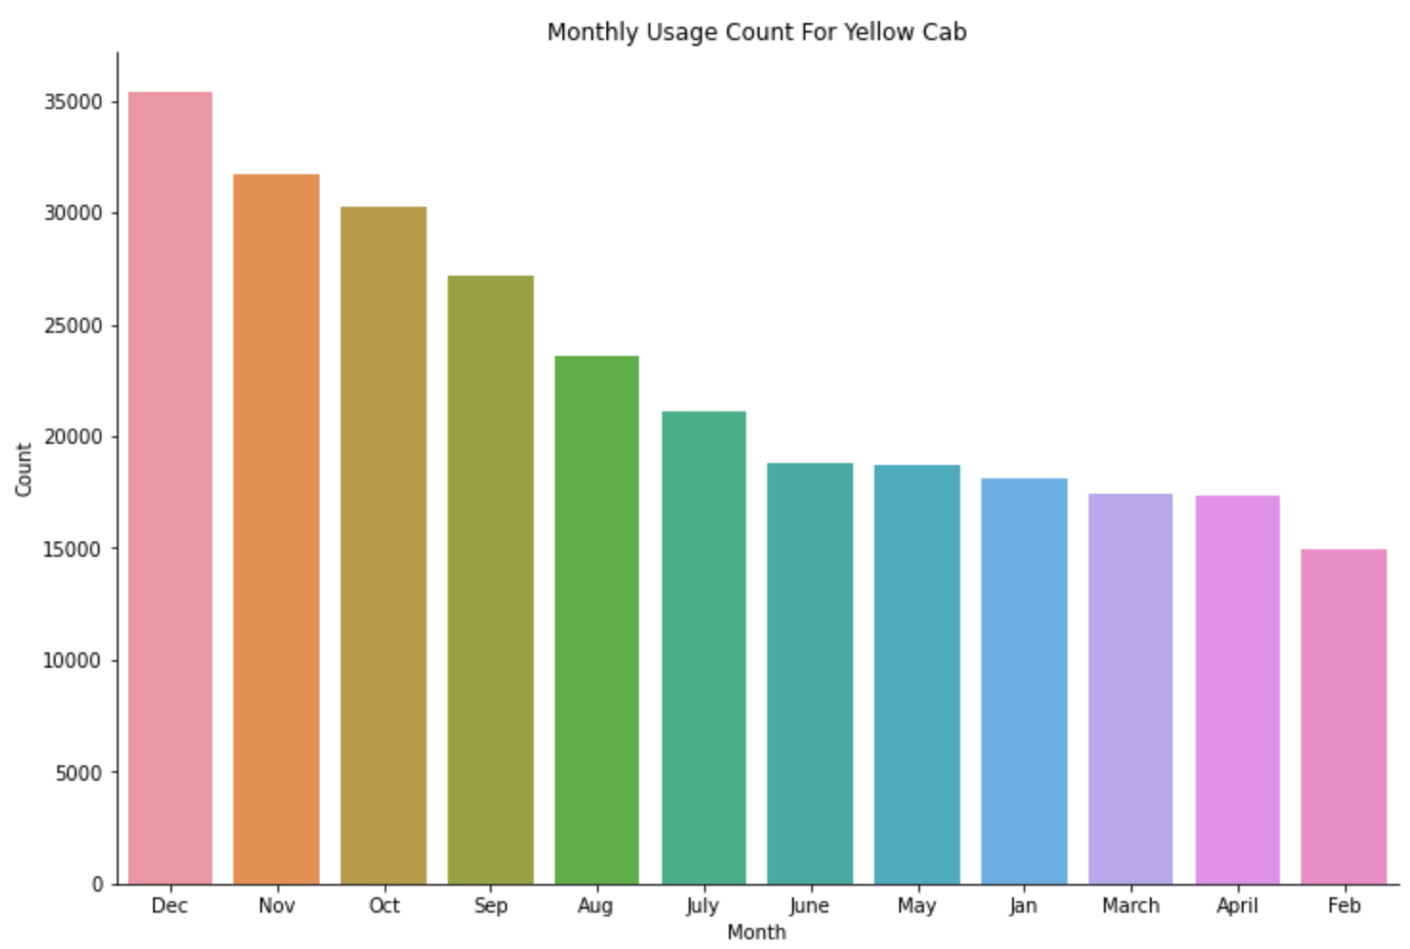 Monthly Usage Count For Yellow Cab
35000
30000
25000
20000
15000
10000
5000
0
Count
Dec Nov Oct Sep Aug July June May Jan March April Feb
Month